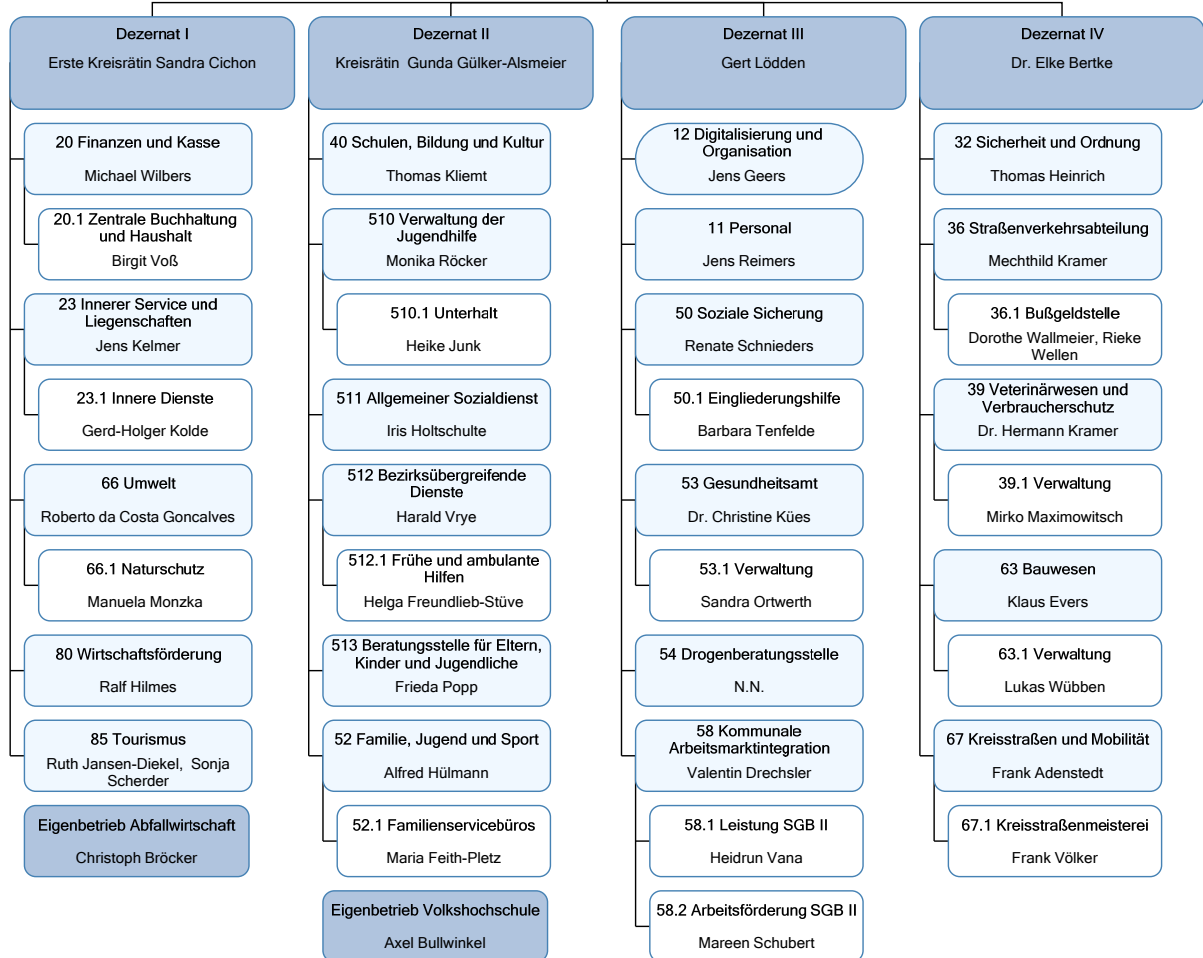 Dezernat I
Erste Kreisrätin Sandra Cichon
20 Finanzen und Kasse
Michael Wilbers
20.1 Zentrale Buchhaltung
und Haushalt
Birgit Voß
23 Innerer Service und
Liegenschaften
Jens Kelmer
23.1 Innere Dienste
Gerd-Holger Kolde
66 Umwelt
Roberto da Costa Goncalves
66.1 Naturschutz
Manuela Monzka
80 Wirtschaftsförderung
Ralf Hilmes
85 Tourismus
Ruth Jansen-Diekel, Sonja
Scherder
Eigenbetrieb Abfallwirtschaft
Christoph Bröcker
Dezernat II
Kreisrätin Gunda Gülker-Alsmeier
40 Schulen, Bildung und Kultur
Thomas Kliemt
510 Verwaltung der
Jugendhilfe
Monika Röcker
510.1 Unterhalt
Heike Junk
511 Allgemeiner Sozialdienst
Iris Holtschulte
512 Bezirksübergreifende
Dienste
Harald Vrye
512.1 Frühe und ambulante
Hilfen
Helga Freundlieb-Stüve
513 Beratungsstelle für Eltern,
Kinder und Jugendliche
Frieda Popp
52 Familie, Jugend und Sport
Alfred Hülmann
52.1 Familienservicebüros
Maria Feith-Pletz
Eigenbetrieb Volkshochschule
Axel Bullwinkel
Dezernat III
Gert Lödden
12 Digitalisierung und
Organisation
Jens Geers
11 Personal
Jens Reimers
50 Soziale Sicherung
Renate Schnieders
50.1 Eingliederungshilfe
Barbara Tenfelde
53 Gesundheitsamt
Dr. Christine Kües
53.1 Verwaltung
Sandra Ortwerth
54 Drogenberatungsstelle
N.N.
58 Kommunale
Arbeitsmarktintegration
Valentin Drechsler
58.1 Leistung SGB II
Heidrun Vana
58.2 Arbeitsförderung SGB II
Mareen Schubert
Dezernat IV
Dr. Elke Bertke
32 Sicherheit und Ordnung
Thomas Heinrich
36 Straßenverkehrsabteilung
Mechthild Kramer
36.1 Bußgeldstelle
Dorothe Wallmeier, Rieke
Wellen
39 Veterinärwesen und
Verbraucherschutz
Dr. Hermann Kramer
39.1 Verwaltung
Mirko Maximowitsch
63 Bauwesen
Klaus Evers
63.1 Verwaltung
Lukas Wübben
67 Kreisstraßen und Mobilität
Frank Adenstedt
67.1 Kreisstraßenmeisterei
Frank Völker